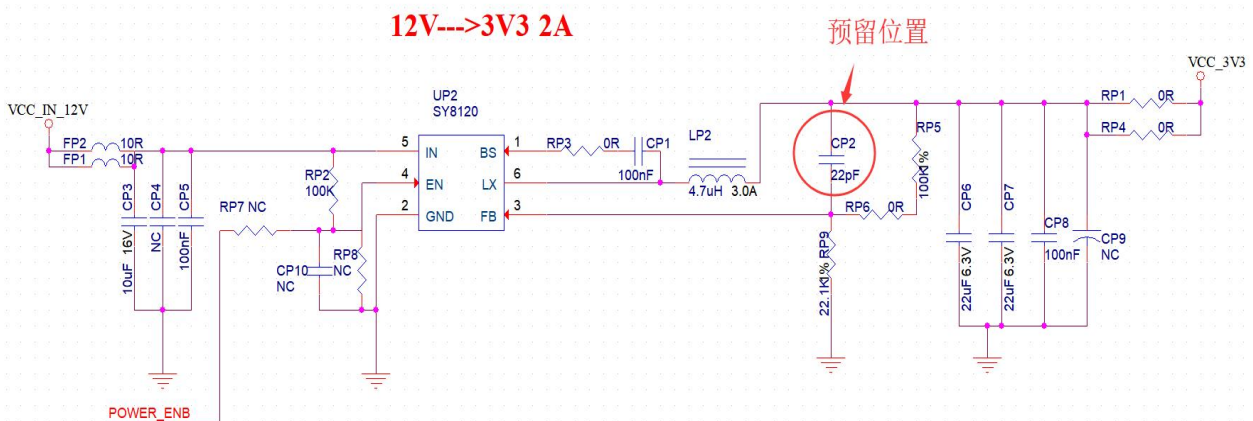 12V--->3V3 2A
预留位置
VCC_IN_12V
FP2 10R
FP1 10R
CP3
10uF 16V
CP4
NC
CP5
100nF
RP2
100K
RP7 NC
CP10
NC
RP8
NC
POWER_ENB
UP2
SY8120
5 IN BS 1
4 EN LX 6
2 GND FB 3
RP3 0R
CP1
100nF
LP2
4.7uH 3.0A
CP2
22pF
RP5
100K1%
RP6 0R
RP9
22.1K1%
CP6
22uF 6.3V
CP7
22uF 6.3V
CP8
100nF
CP9
NC
RP1 0R
RP4 0R
VCC_3V3